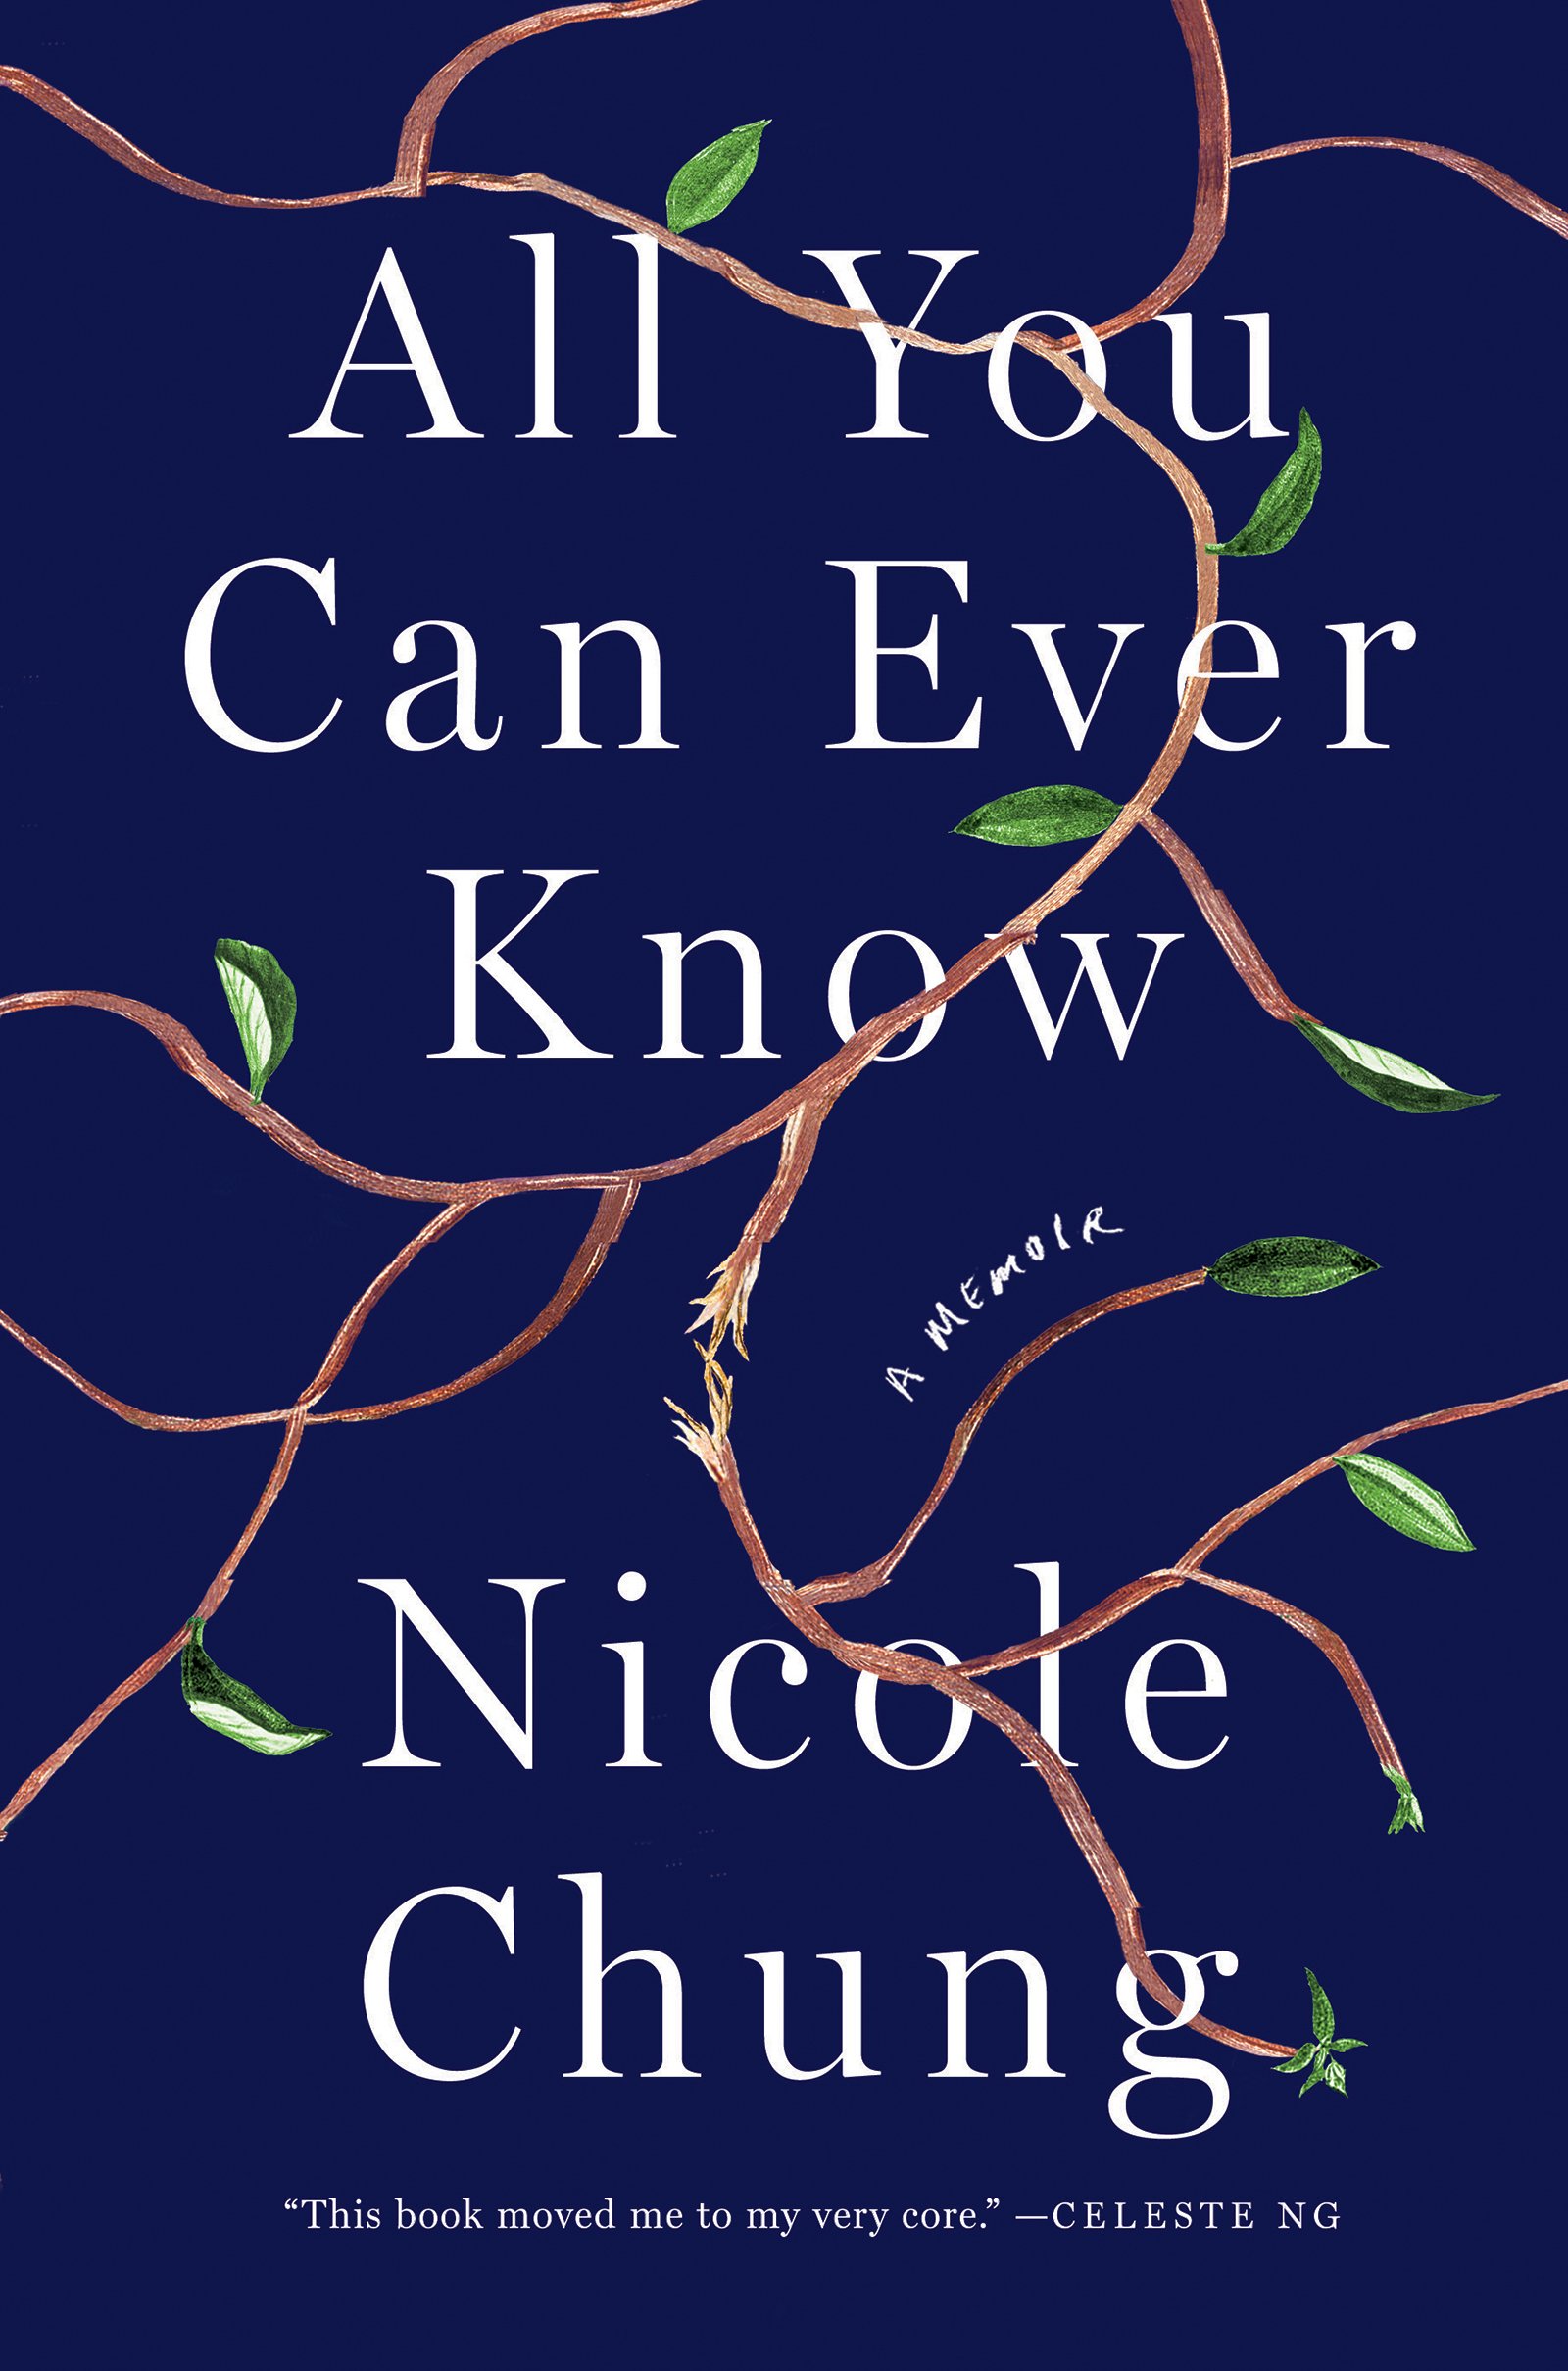 All You
Can Ever
Know
A MEMOIR
Nicole
Chung
“This book moved me to my very core.” —CELESTE NG